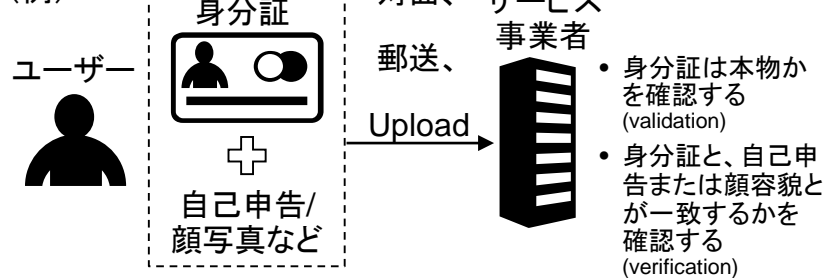 (例)
身分証
ユーザー
自己申告/
顔写真など
対面、
郵送、
Upload
サービス
事業者
• 身分証は本物か
を確認する
(validation)
• 身分証と、自己申
告または顔容貌と
が一致するかを
確認する
(verification)